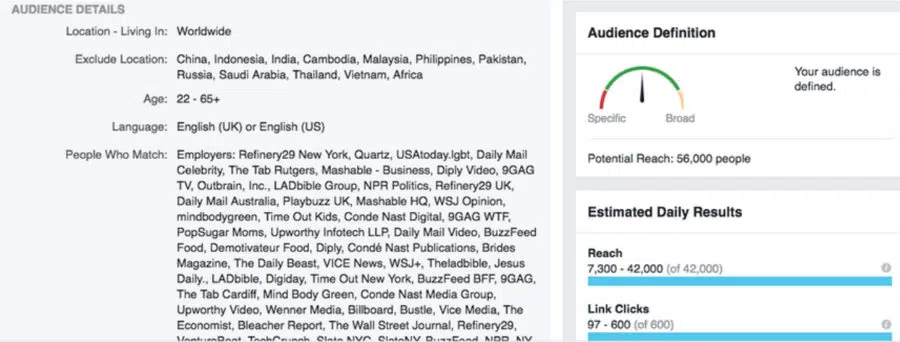 AUDIENCE DETAILS
Location - Living In: Worldwide
Exclude Location: China, Indonesia, India, Cambodia, Malaysia, Philippines, Pakistan,
Russia, Saudi Arabia, Thailand, Vietnam, Africa
Age: 22 - 65+
Language: English (UK) or English (US)
People Who Match: Employers: Refinery29 New York, Quartz, USAtoday.lgbt, Daily Mail
Celebrity, The Tab Rutgers, Mashable - Business, Diply Video, 9GAG
TV, Outbrain, Inc., LADbible Group, NPR Politics, Refinery29 UK,
Daily Mail Australia, Playbuzz UK, Mashable HQ, WSJ Opinion,
mindbodygreen, Time Out Kids, Conde Nast Digital, 9GAG WTF,
PopSugar Moms, Upworthy Infotech LLP, Daily Mail Video, BuzzFeed
Food, Demotivateur Food, Diply, Condé Nast Publications, Brides
Magazine, The Daily Beast, VICE News, WSJ+, Theladbible, Jesus
Daily., LADbible, Digiday, Time Out New York, BuzzFeed BFF, 9GAG,
The Tab Cardiff, Mind Body Green, Conde Nast Media Group,
Upworthy Video, Wenner Media, Billboard, Bustle, Vice Media, The
Economist, Bleacher Report, The Wall Street Journal, Refinery29,
VentureBeat, TechCrunch, Slate NYC, SlateNY, BuzzFeed, NPR, NY
Audience Definition
Your audience is
defined.
Specific Broad
Potential Reach: 56,000 people
Estimated Daily Results
Reach
7,300 - 42,000 (of 42,000)
Link Clicks
97 - 600 (of 600)